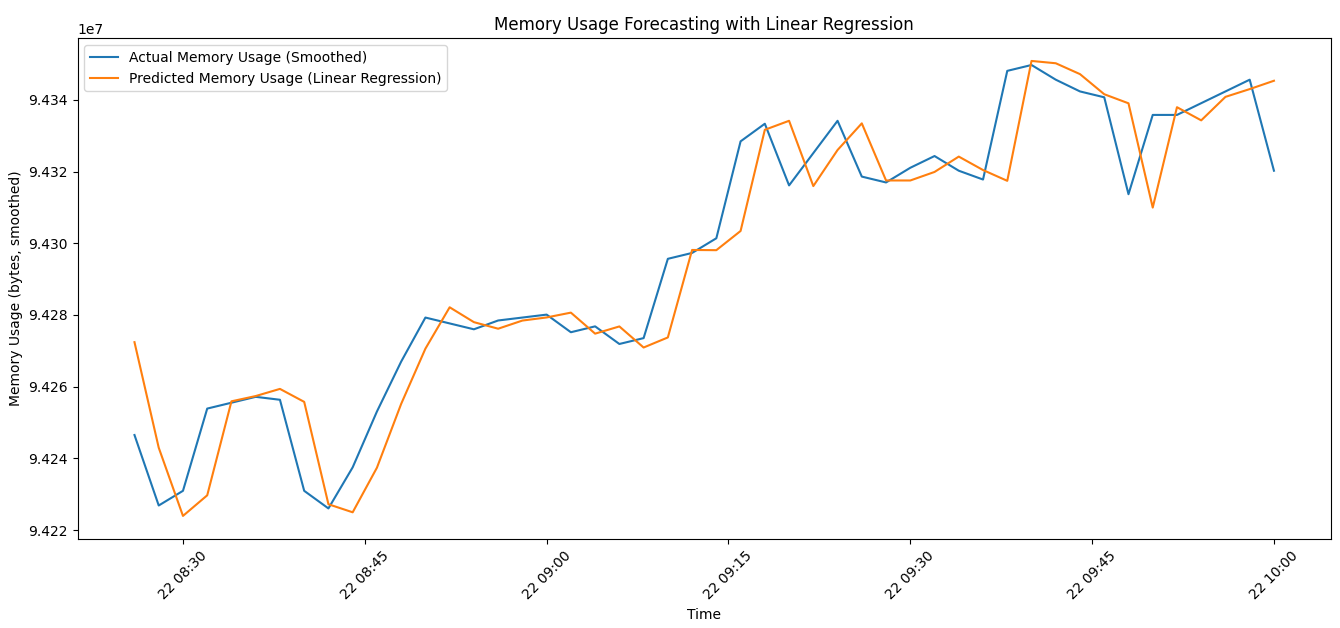 Memory Usage Forecasting with Linear Regression
1e7
Actual Memory Usage (Smoothed)
Predicted Memory Usage (Linear Regression)
Memory Usage (bytes, smoothed)
9.434
9.432
9.430
9.428
9.426
9.424
9.422
22 08:30
22 08:45
22 09:00
22 09:15
22 09:30
22 09:45
22 10:00
Time